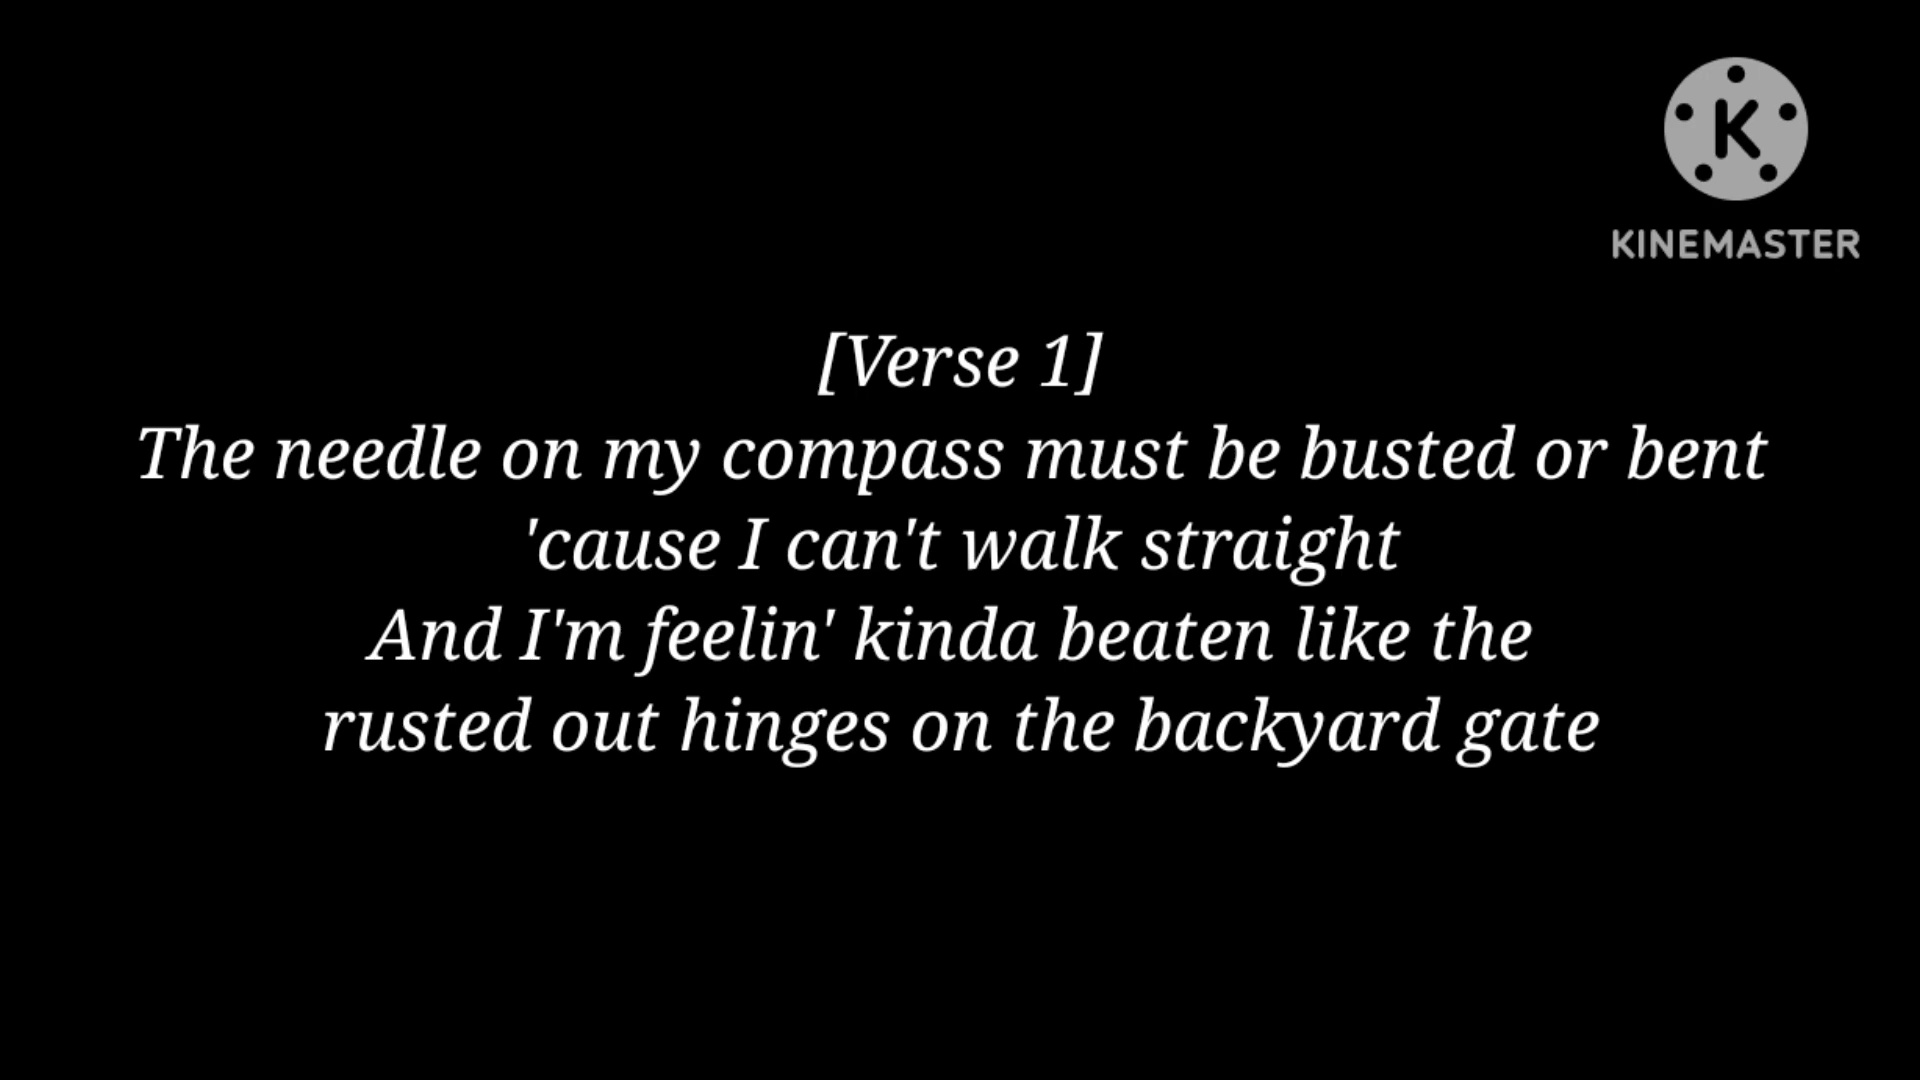 K
KINEMASTER
[Verse 1]
The needle on my compass must be busted or bent
'cause I can't walk straight
And I'm feelin' kinda beaten like the
rusted out hinges on the backyard gate